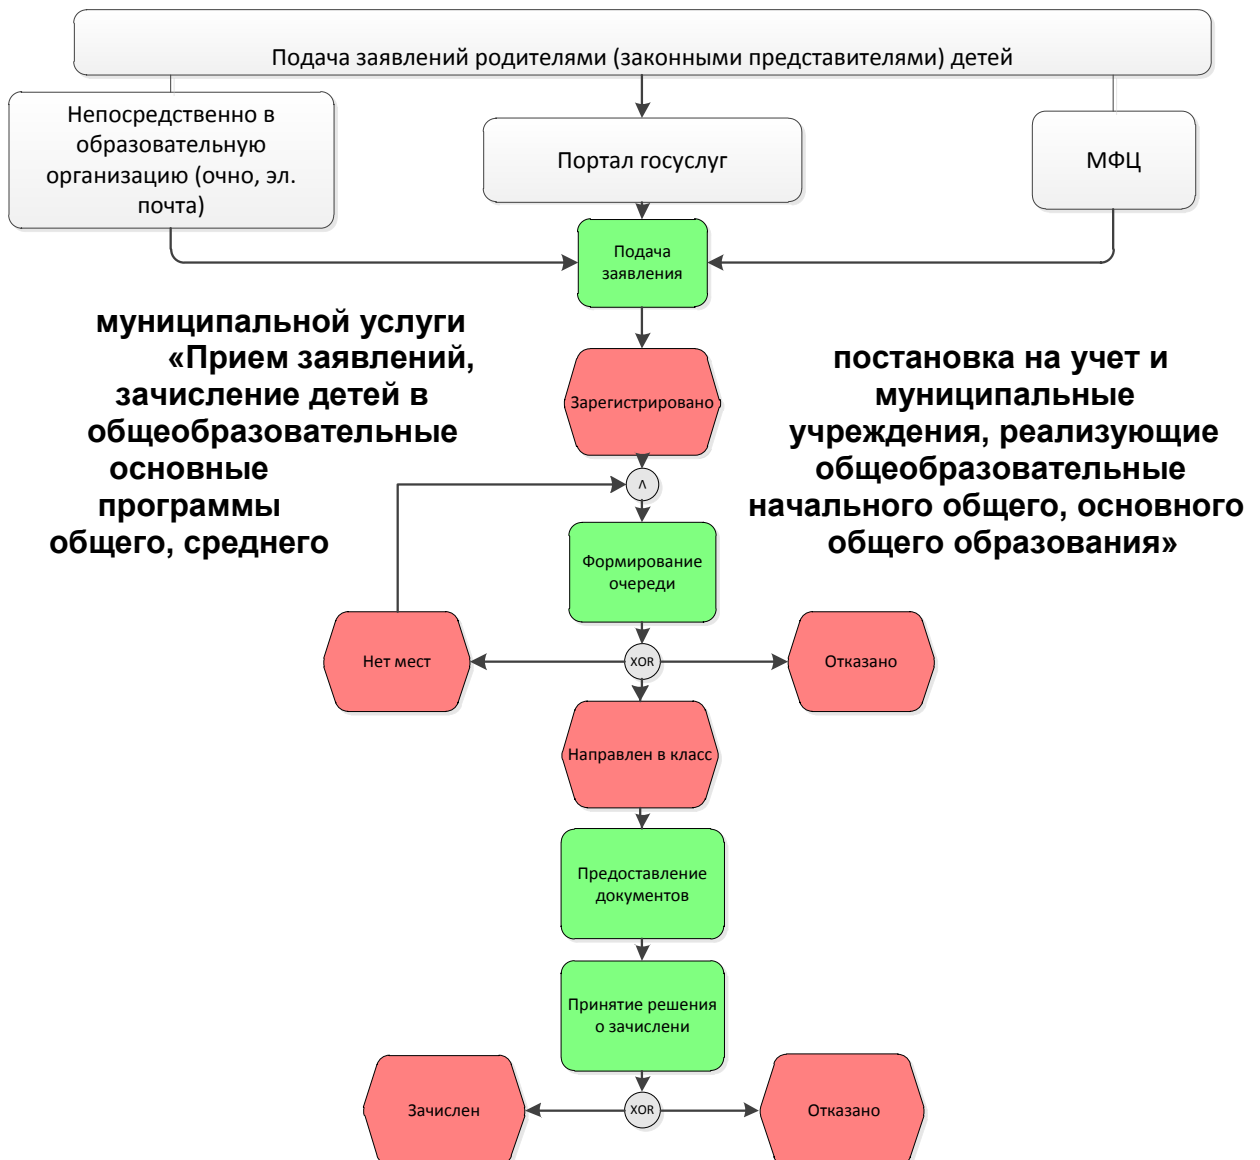 Подача заявлений родителями (законными представителями) детей
Непосредственно в
образовательную
организацию (очно, эл.
почта)
Портал госуслуг
МФЦ
Подача
заявления
муниципальной услуги
«Прием заявлений,
зачисление детей в
общеобразовательные
основные
программы
общего, среднего
постановка на учет и
муниципальные
учреждения, реализующие
общеобразовательные
начального общего, основного
общего образования»
Зарегистрировано
Λ
Формирование
очереди
Нет мест
XOR
Отказано
Направлен в класс
Предоставление
документов
Принятие решения
о зачислени
Зачислен
XOR
Отказано